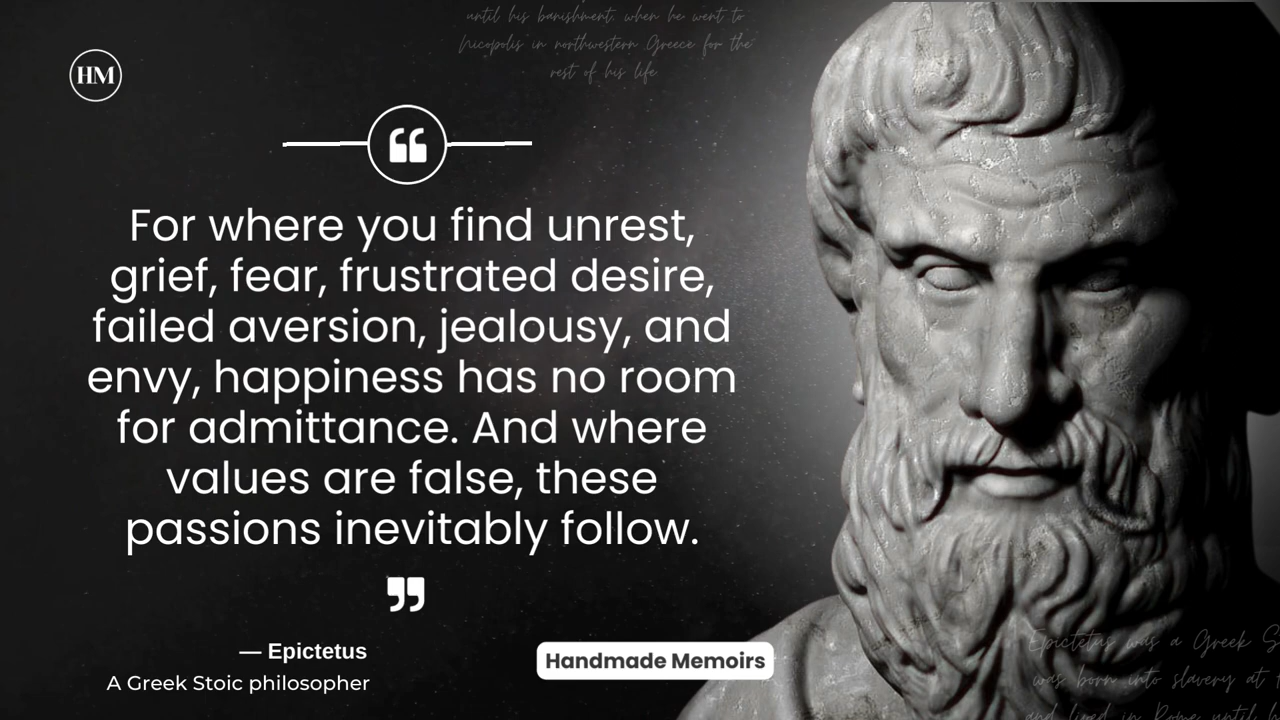 until his banishment, when he went to
Nicopolis in northwestern Greece for the
rest of his life
HM
“
For where you find unrest,
grief, fear, frustrated desire,
failed aversion, jealousy, and
envy, happiness has no room
for admittance. And where
values are false, these
passions inevitably follow.
”
— Epictetus
A Greek Stoic philosopher
Handmade Memoirs
Epictetus was a Greek S
was born into slavery at
and lived in Rome until h